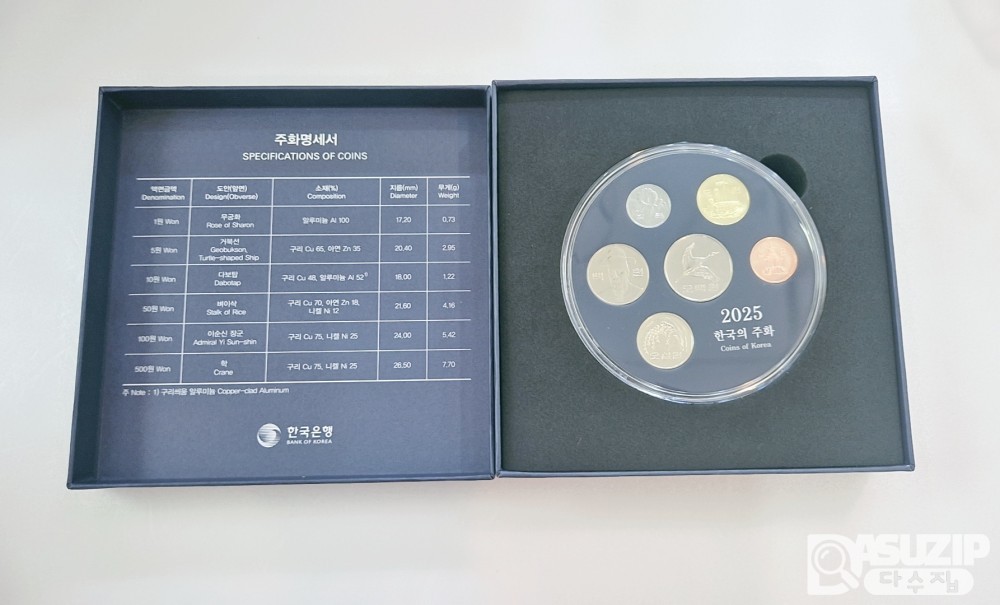 주화명세서
SPECIFICATIONS OF COINS
액면금액 도안(앞면) 소재(%) 지름(mm) 무게(g)
Denomination Design(Obverse) Composition Diameter Weight
1원 Won 무궁화 Rose of Sharon 알루미늄 Al 100 17,20 0,73
5원 Won 거북선 Geobukson, Turtle-shaped Ship 구리 Cu 65, 아연 Zn 35 20,40 2,95
10원 Won 다보탑 Dabotap 구리 Cu 48, 알루미늄 Al 52 1) 18,00 1,22
50원 Won 벼이삭 Stalk of Rice 구리 Cu 70, 아연 Zn 18, 니켈 Ni 12 21,60 4,16
100원 Won 이순신 장군 Admiral Yi Sun-shin 구리 Cu 75, 니켈 Ni 25 24,00 5,42
500원 Won 학 Crane 구리 Cu 75, 니켈 Ni 25 26,50 7,70
주 Note : 1) 구리씌움 알루미늄 Copper-clad Aluminum
한국은행
BANK OF KOREA
백 원
오백원
오십원
2025
한국의 주화
Coins of Korea
DASUZIP
다수집